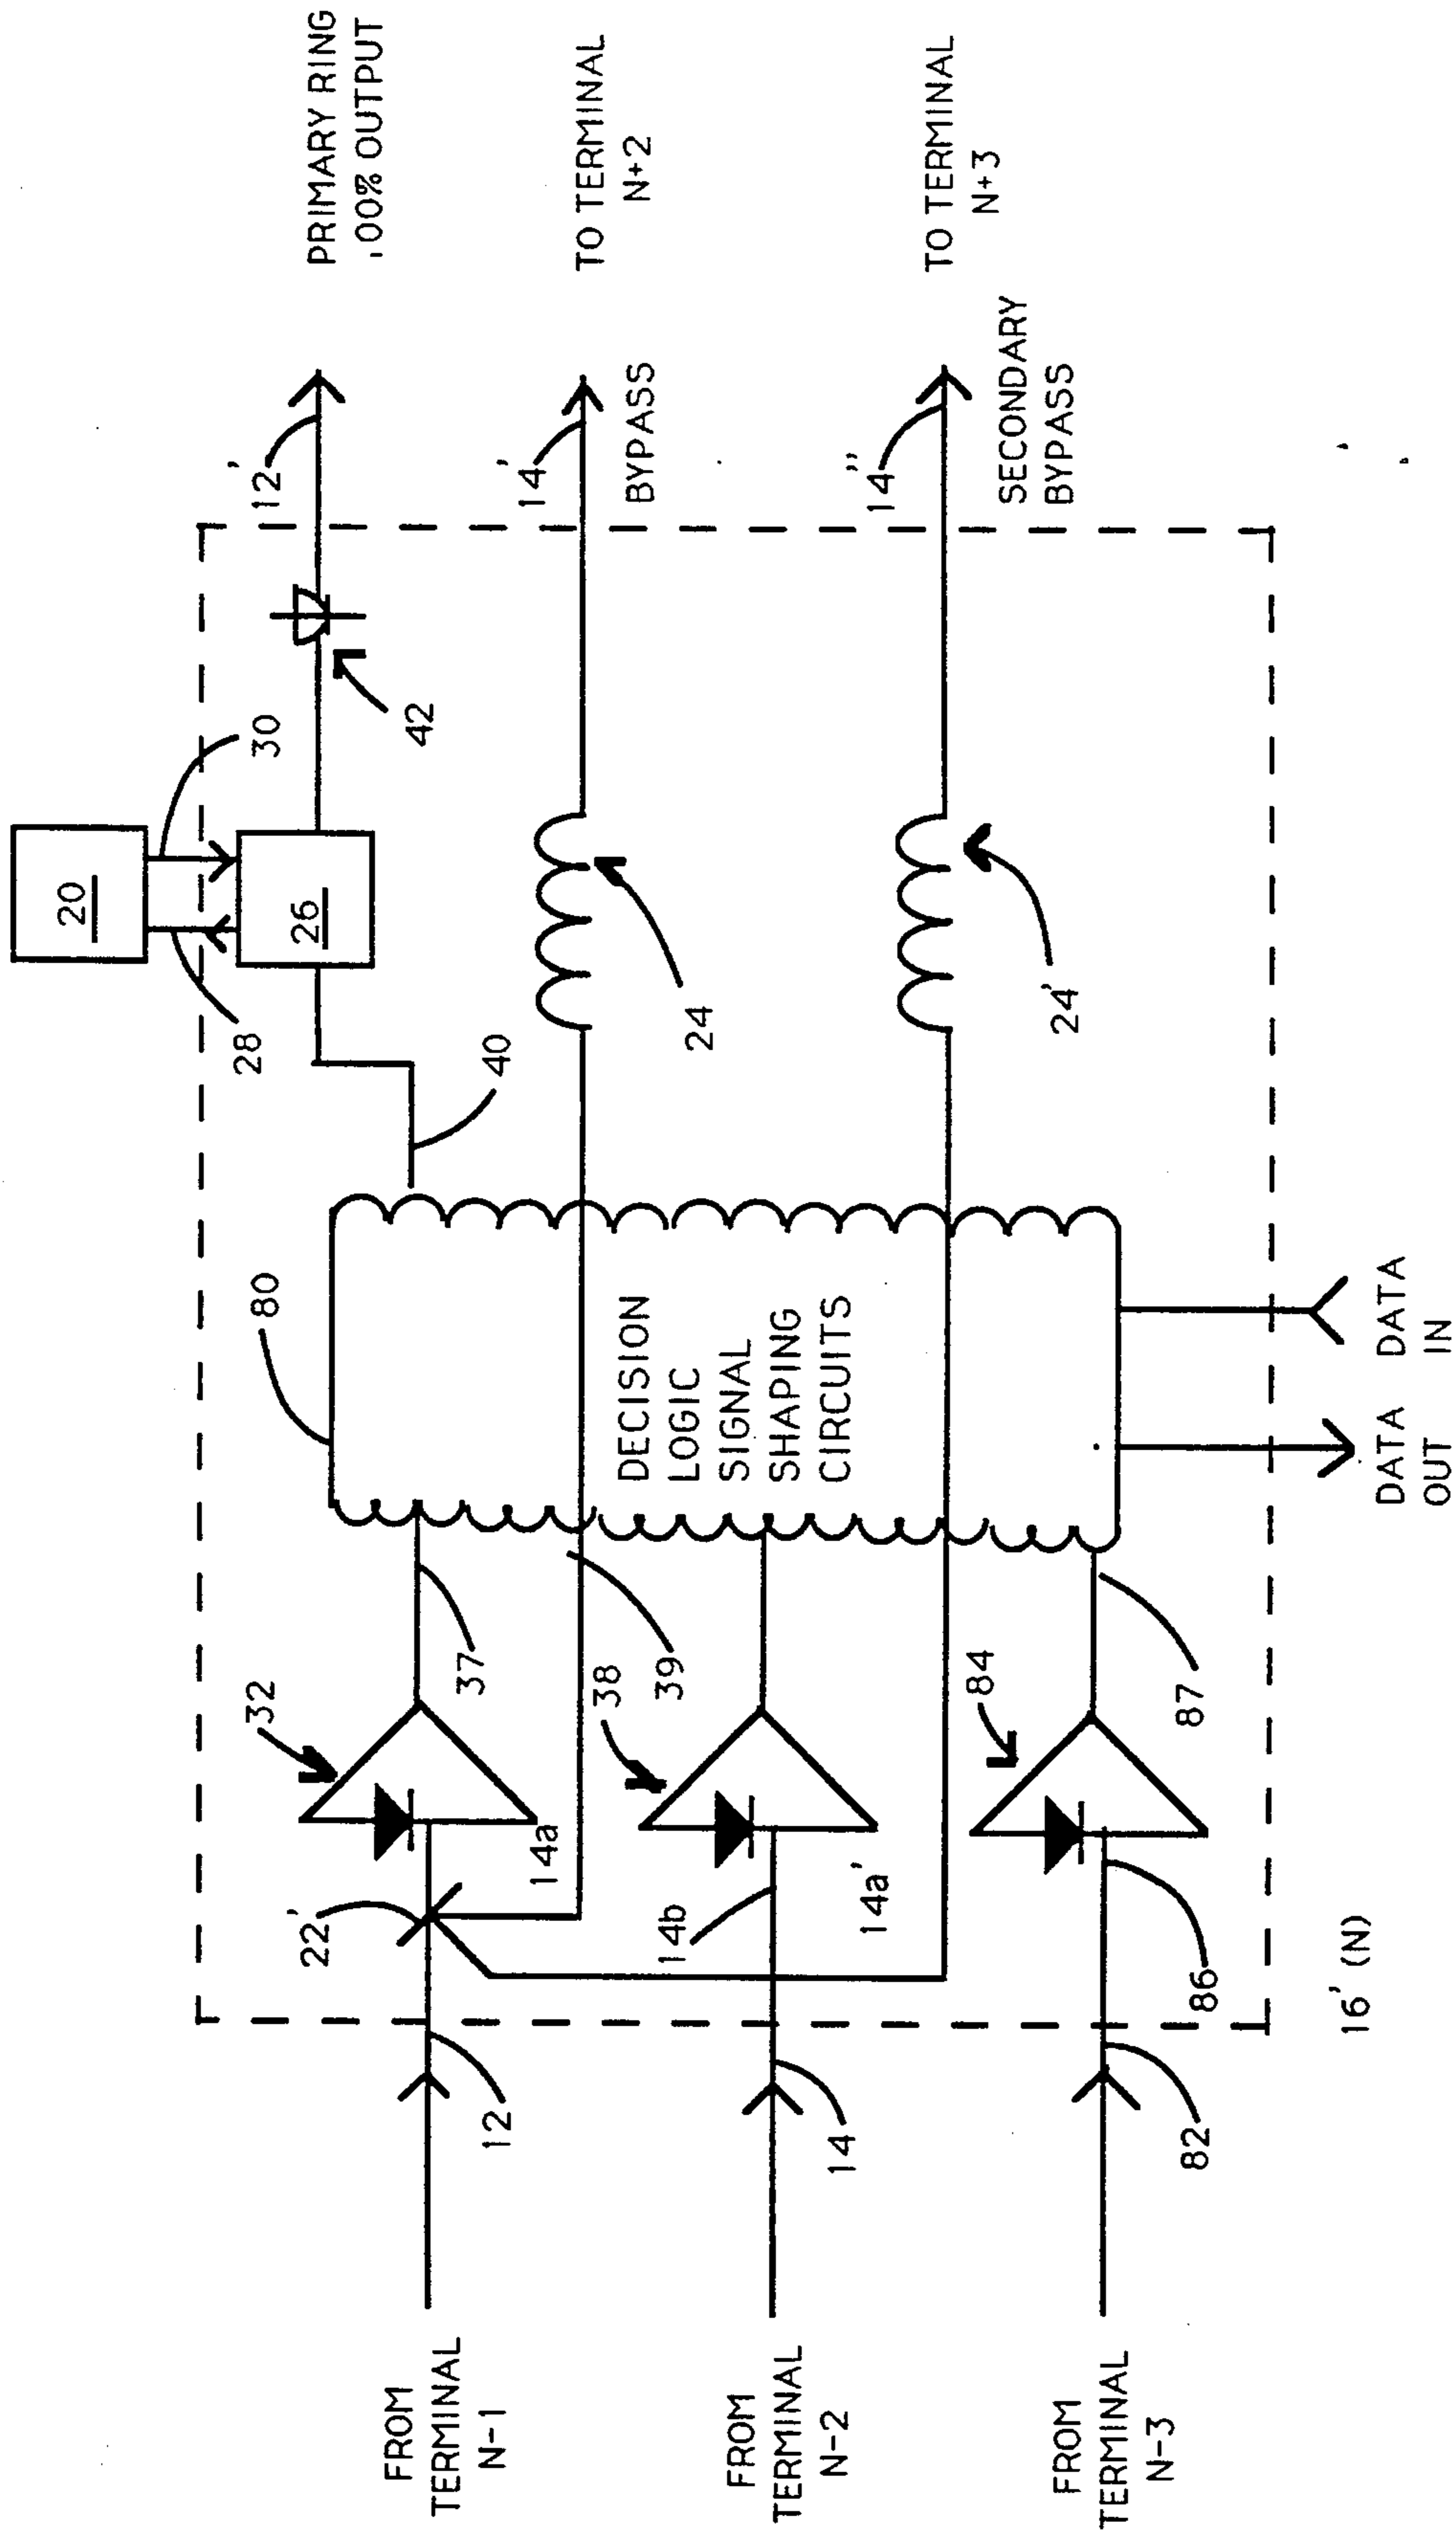 PRIMARY RING
,00% OUTPUT
TO TERMINAL
N+2
TO TERMINAL
N+3
12'
14'
BYPASS
14''
SECONDARY
BYPASS
42
30
20
26
28
24
24'
40
80
DECISION
LOGIC
SIGNAL
SHAPING
CIRCUITS
DATA
IN
DATA
OUT
37
39
87
32
38
84
14a
14b
14a'
22'
86
16' (N)
12
14
82
FROM
TERMINAL
N-1
FROM
TERMINAL
N-2
FROM
TERMINAL
N-3